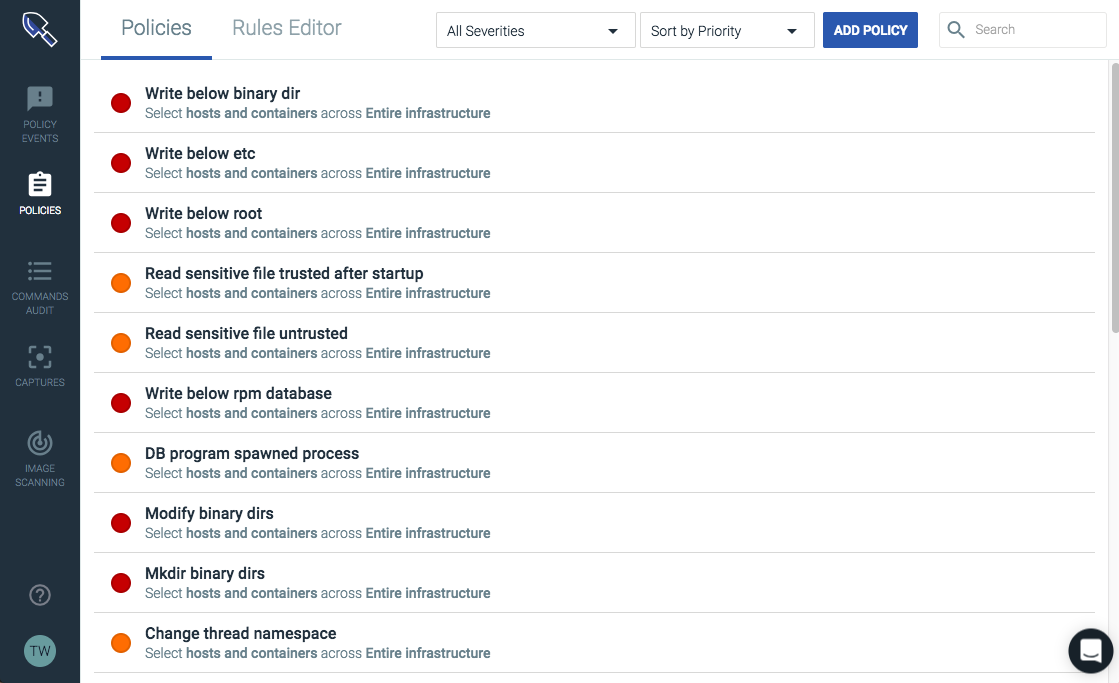 Policies
Rules Editor
All Severities
Sort by Priority
ADD POLICY
Search
POLICY
EVENTS
POLICIES
COMMANDS
AUDIT
CAPTURES
IMAGE
SCANNING
TW
Write below binary dir
Select hosts and containers across Entire infrastructure
Write below etc
Select hosts and containers across Entire infrastructure
Write below root
Select hosts and containers across Entire infrastructure
Read sensitive file trusted after startup
Select hosts and containers across Entire infrastructure
Read sensitive file untrusted
Select hosts and containers across Entire infrastructure
Write below rpm database
Select hosts and containers across Entire infrastructure
DB program spawned process
Select hosts and containers across Entire infrastructure
Modify binary dirs
Select hosts and containers across Entire infrastructure
Mkdir binary dirs
Select hosts and containers across Entire infrastructure
Change thread namespace
Select hosts and containers across Entire infrastructure